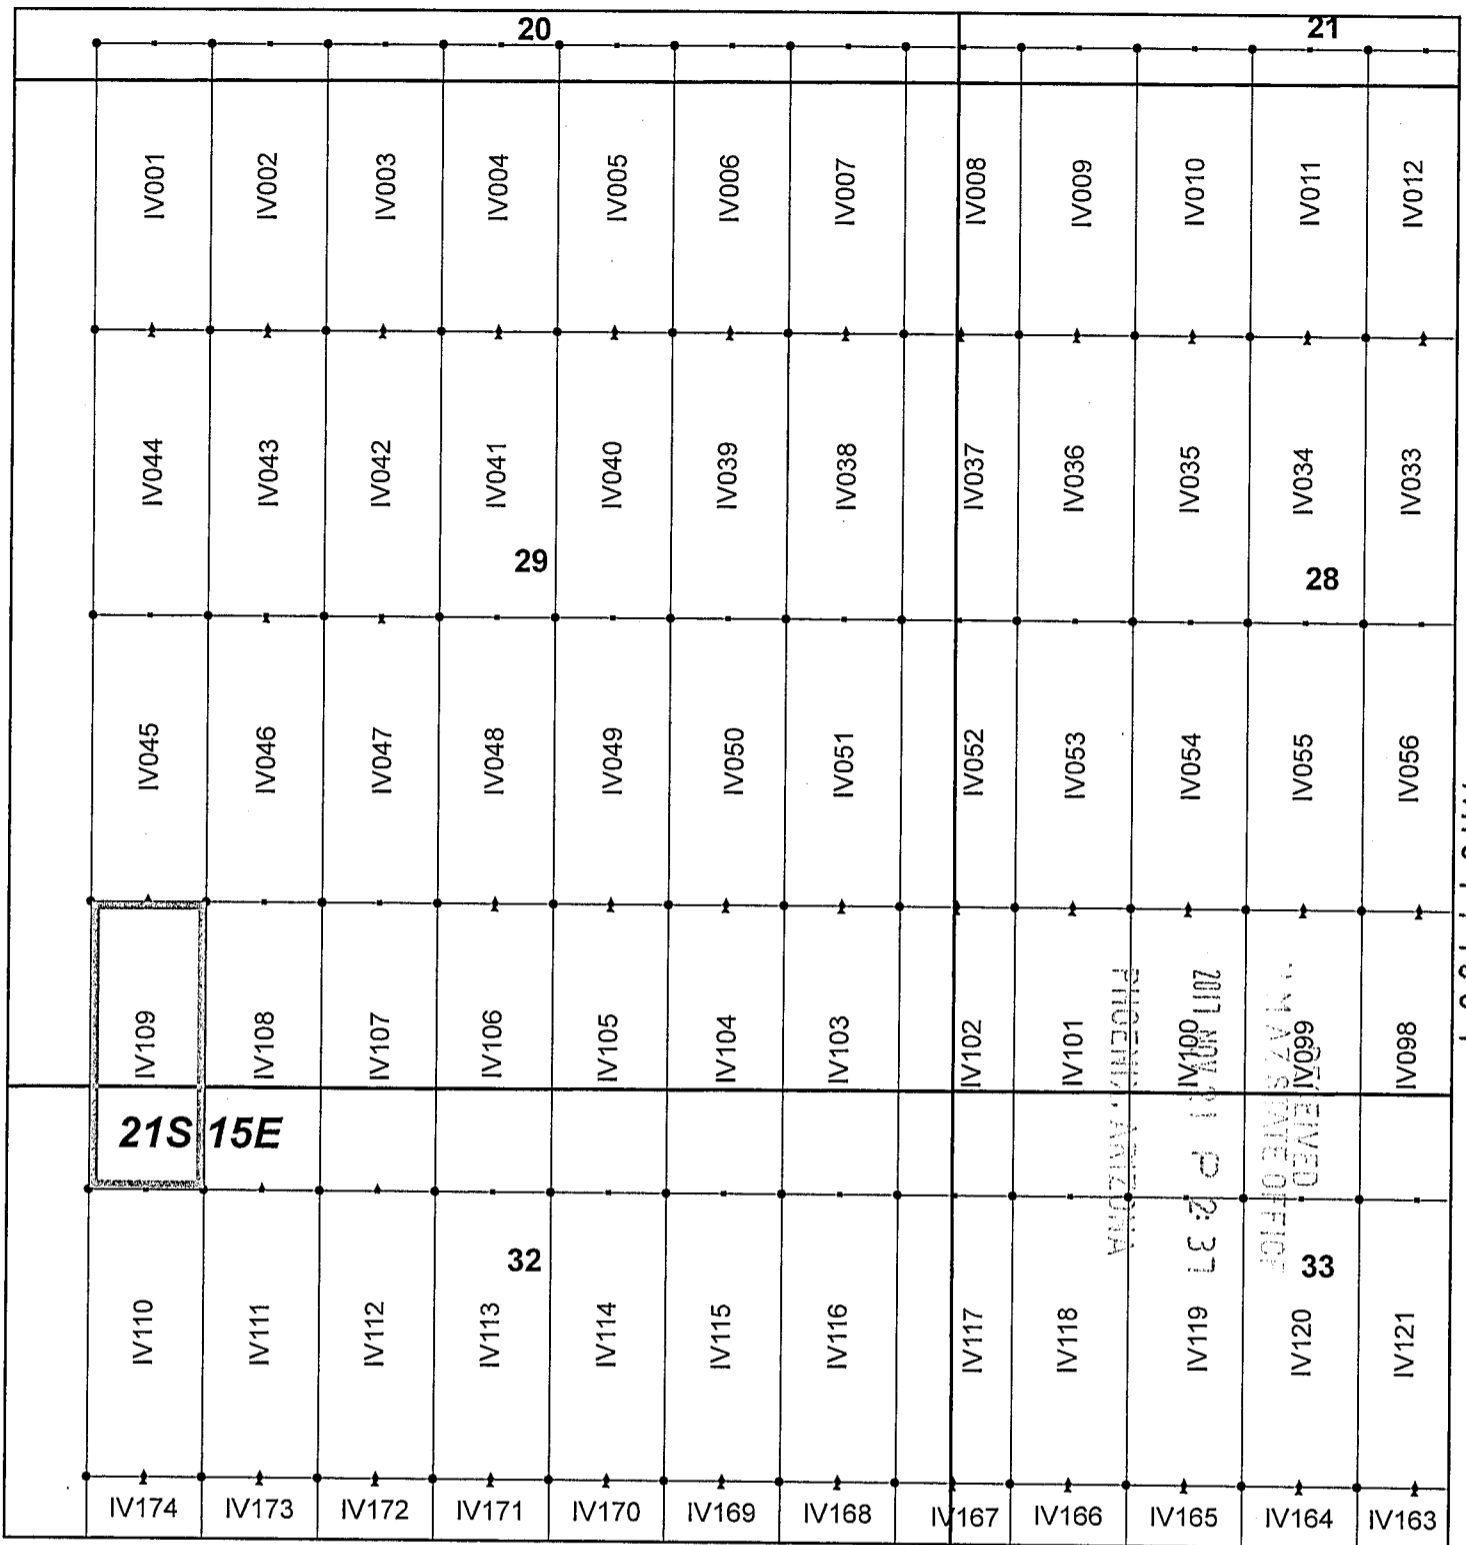 20 21
IV001 IV002 IV003 IV004 IV005 IV006 IV007 IV008 IV009 IV010 IV011 IV012
IV044 IV043 IV042 IV041 IV040 IV039 IV038 IV037 IV036 IV035 IV034 IV033
29 28
IV045 IV046 IV047 IV048 IV049 IV050 IV051 IV052 IV053 IV054 IV055 IV056
IV109 IV108 IV107 IV106 IV105 IV104 IV103 IV102 IV101 IV100 IV099 IV098
RECEIVED
AZ STATE OFFICE
2017 NOV 21 P 2:37
PHOENIX, ARIZONA
21S 15E
32 33
IV110 IV111 IV112 IV113 IV114 IV115 IV116 IV117 IV118 IV119 IV120 IV121
IV174 IV173 IV172 IV171 IV170 IV169 IV168 IV167 IV166 IV165 IV164 IV163